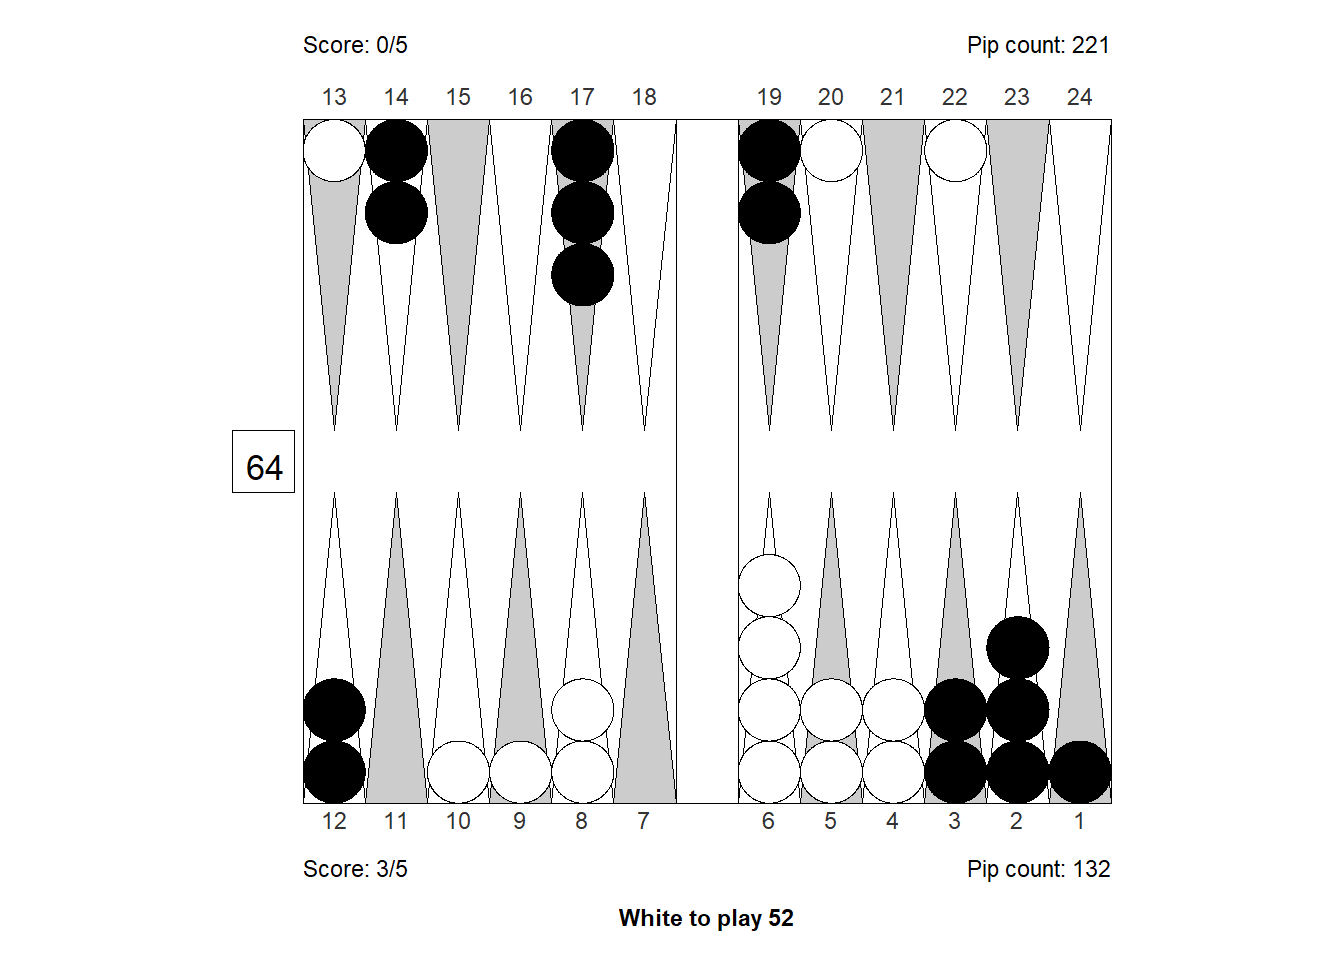 Score: 0/5 Pip count: 221
13 14 15 16 17 18 19 20 21 22 23 24
64
12 11 10 9 8 7 6 5 4 3 2 1
Score: 3/5 Pip count: 132
White to play 52